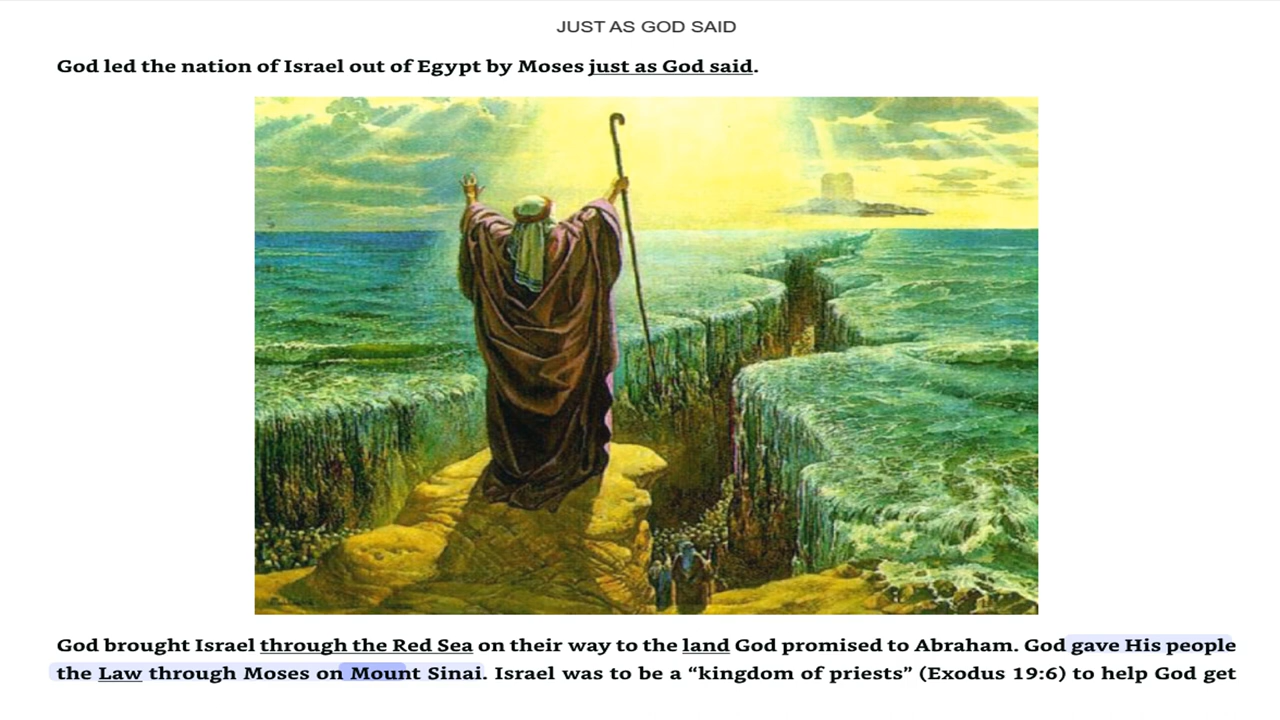 JUST AS GOD SAID
God led the nation of Israel out of Egypt by Moses just as God said.
God brought Israel through the Red Sea on their way to the land God promised to Abraham. God gave His people
the Law through Moses on Mount Sinai. Israel was to be a “kingdom of priests” (Exodus 19:6) to help God get